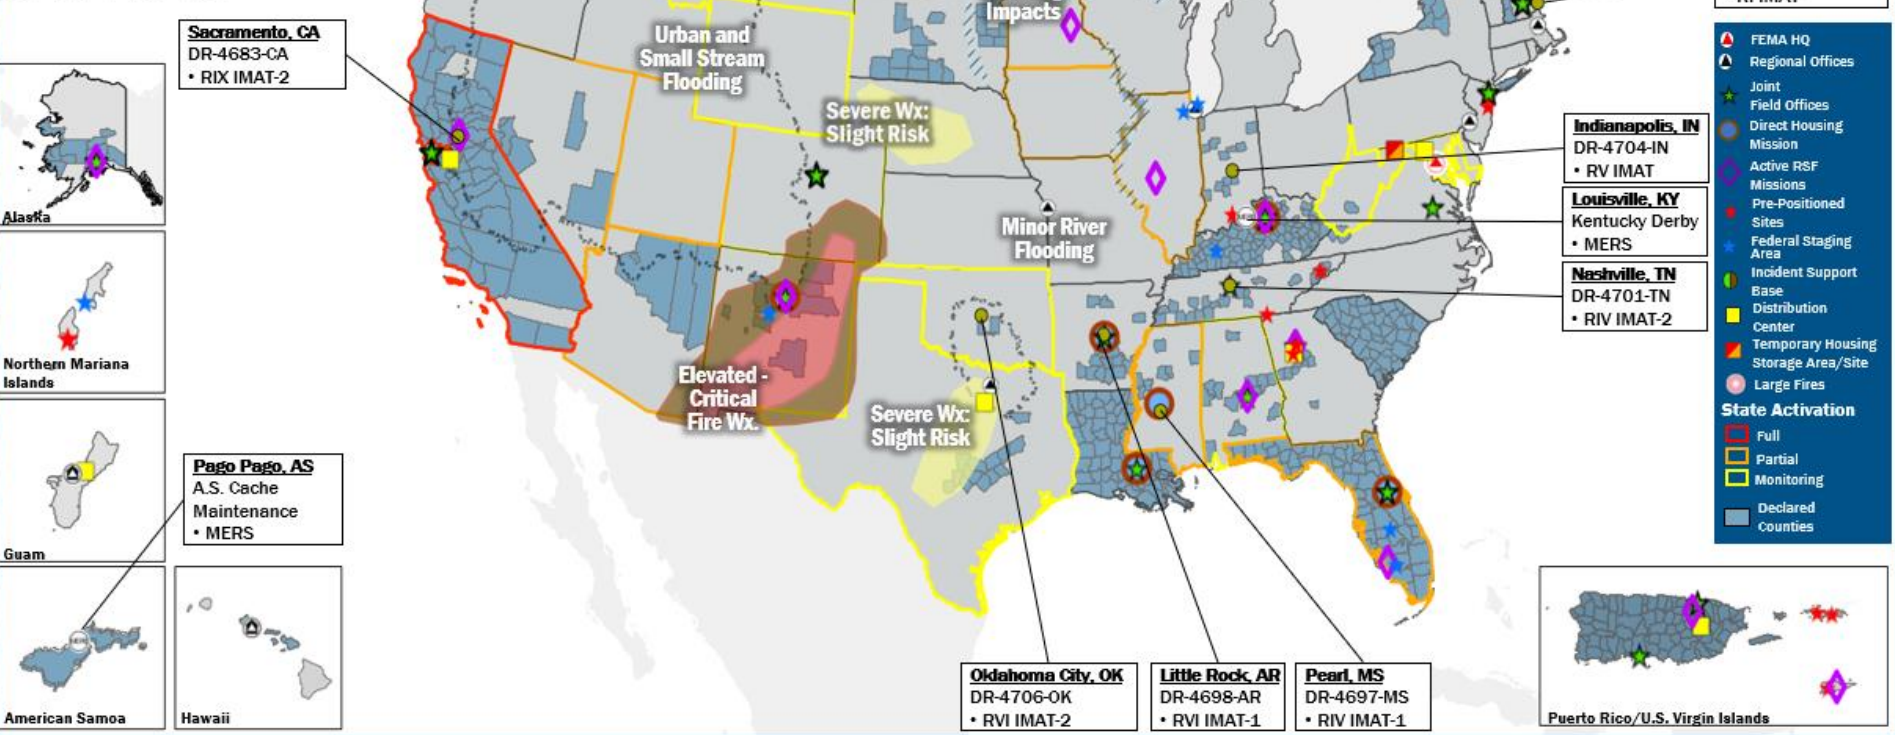 Impacts
Sacramento, CA
DR-4683-CA
• RIX IMAT-2
Urban and
Small Stream
Flooding
Severe Wx:
Slight Risk
Alaska
Minor River
Flooding
Northern Mariana
Islands
Elevated -
Critical
Fire Wx.
Severe Wx:
Slight Risk
Guam
Pago Pago, AS
A.S. Cache
Maintenance
• MERS
American Samoa
Hawaii
Indianapolis, IN
DR-4704-IN
• RV IMAT
Louisville, KY
Kentucky Derby
• MERS
Nashville, TN
DR-4701-TN
• RIV IMAT-2
Oklahoma City, OK
DR-4706-OK
• RVI IMAT-2
Little Rock, AR
DR-4698-AR
• RVI IMAT-1
Pearl, MS
DR-4697-MS
• RIV IMAT-1
FEMA HQ
Regional Offices
Joint
Field Offices
Direct Housing
Mission
Active RSF
Missions
Pre-Positioned
Sites
Federal Staging
Area
Incident Support
Base
Distribution
Center
Temporary Housing
Storage Area/Site
Large Fires
State Activation
Full
Partial
Monitoring
Declared
Counties
Puerto Rico/U.S. Virgin Islands